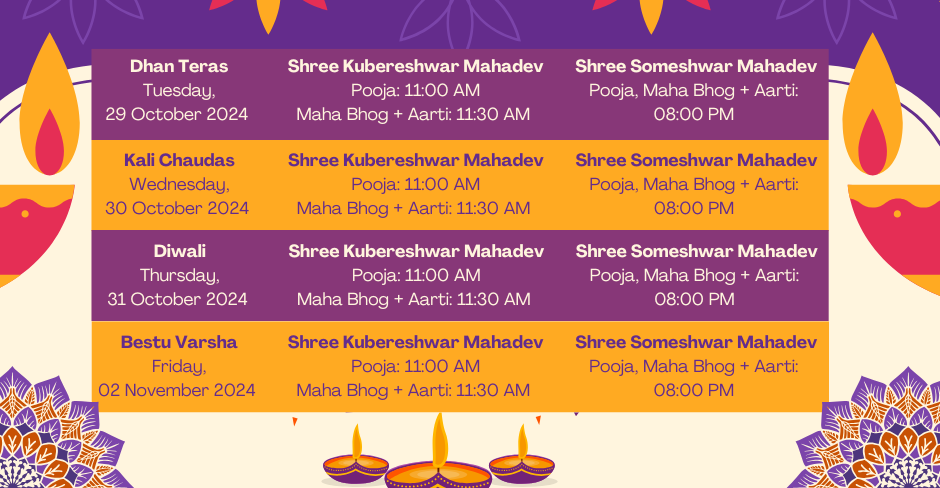 Dhan Teras
Tuesday,
29 October 2024
Shree Kubereshwar Mahadev
Pooja: 11:00 AM
Maha Bhog + Aarti: 11:30 AM
Shree Someshwar Mahadev
Pooja, Maha Bhog + Aarti:
08:00 PM
Kali Chaudas
Wednesday,
30 October 2024
Shree Kubereshwar Mahadev
Pooja: 11:00 AM
Maha Bhog + Aarti: 11:30 AM
Shree Someshwar Mahadev
Pooja, Maha Bhog + Aarti:
08:00 PM
Diwali
Thursday,
31 October 2024
Shree Kubereshwar Mahadev
Pooja: 11:00 AM
Maha Bhog + Aarti: 11:30 AM
Shree Someshwar Mahadev
Pooja, Maha Bhog + Aarti:
08:00 PM
Bestu Varsha
Friday,
02 November 2024
Shree Kubereshwar Mahadev
Pooja: 11:00 AM
Maha Bhog + Aarti: 11:30 AM
Shree Someshwar Mahadev
Pooja, Maha Bhog + Aarti:
08:00 PM